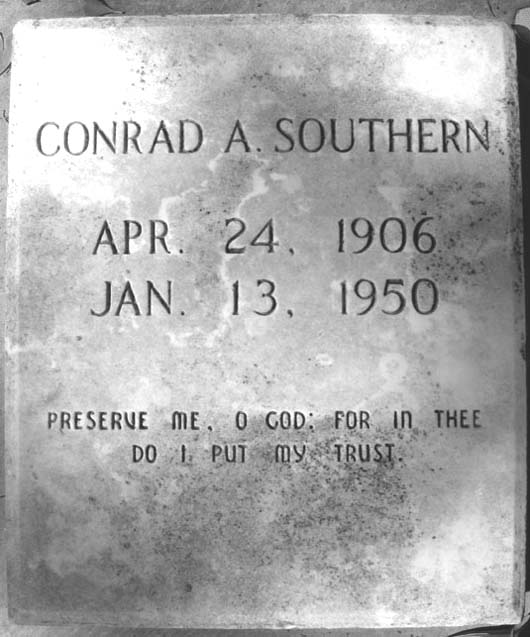 CONRAD A. SOUTHERN
APR. 24, 1906
JAN. 13, 1950
PRESERVE ME, O GOD: FOR IN THEE
DO I PUT MY TRUST.